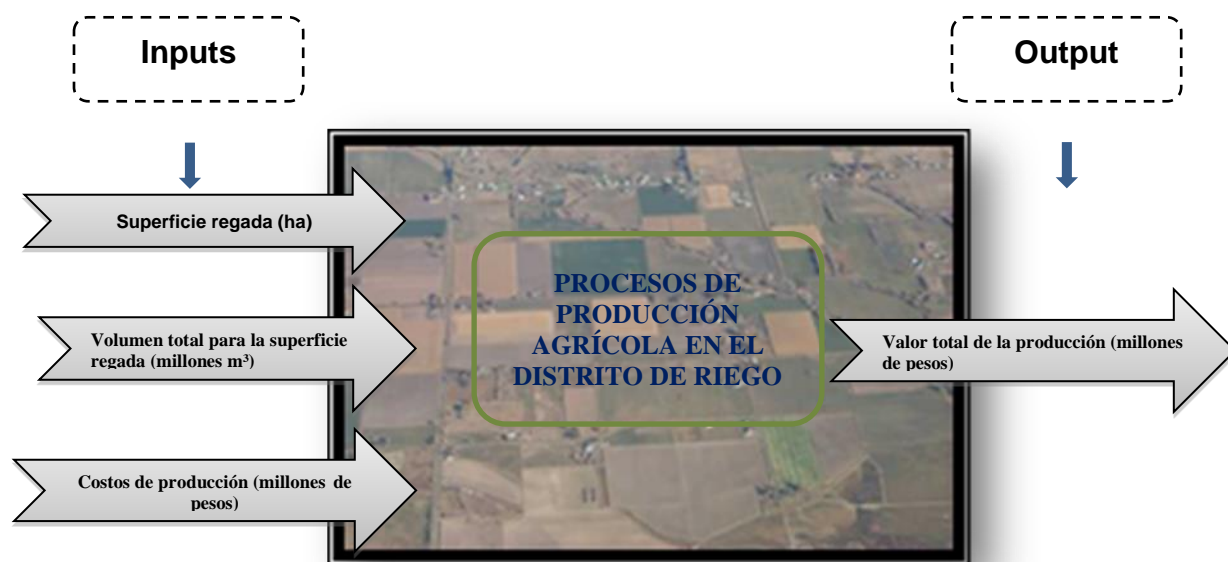 Inputs
Output
Superficie regada (ha)
PROCESOS DE
PRODUCCIÓN
AGRÍCOLA EN EL
DISTRITO DE RIEGO
Volumen total para la superficie
regada (millones m³)
Valor total de la producción (millones
de pesos)
Costos de producción (millones de
pesos)